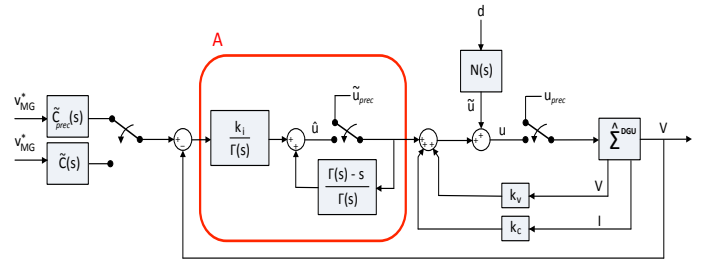 d
A
N(s)
v*MG
C̃prec(s)
ũprec
uprec
ki
Γ(s)
û
ũ
u
Σ̂ DGU
V
v*MG
C̃(s)
Γ(s) - s
Γ(s)
kv
V
kc
I
+
−
+
+
+
+ +
+
+